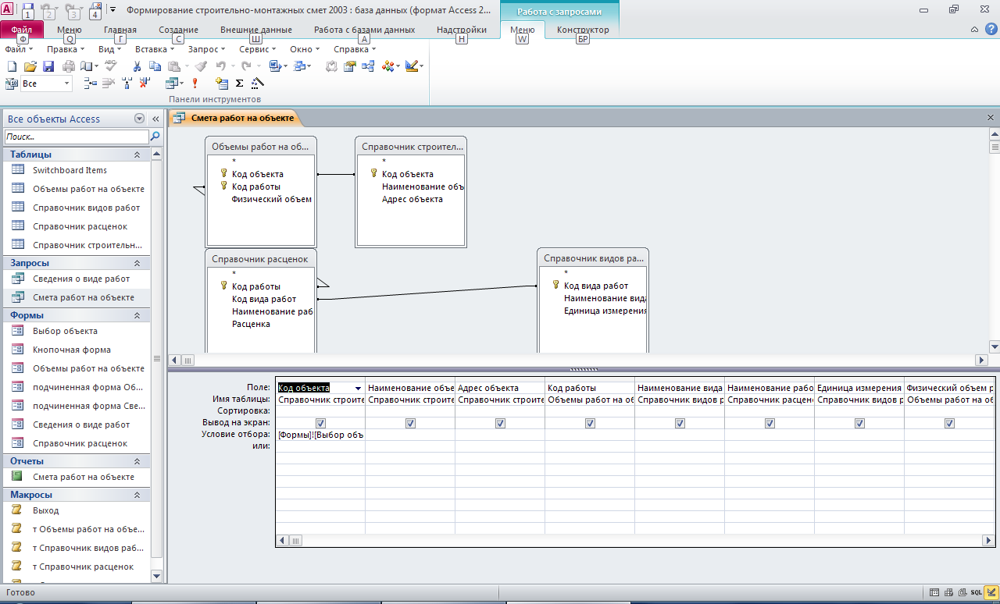 1 2 3 4
Формирование строительно-монтажных смет 2003 : база данных (формат Access 2...
Работа с запросами
Файл Меню Главная Создание Внешние данные Работа с базами данных Надстройки Меню Конструктор
Ф Q Г С Ш А Н W БР
Файл Правка Вид Вставка Запрос Сервис Окно Справка
ABC
Все
Панели инструментов
Все объекты Access
Поиск...
Таблицы
Switchboard Items
Объемы работ на объекте
Справочник видов работ
Справочник расценок
Справочник строительн...
Запросы
Сведения о виде работ
Смета работ на объекте
Формы
Выбор объекта
Кнопочная форма
Объемы работ на объекте
подчиненная форма Об...
подчиненная форма Све...
Сведения о виде работ
Справочник расценок
Отчеты
Смета работ на объекте
Макросы
Выход
т Объемы работ на объе...
т Справочник видов раб...
т Справочник расценок
Смета работ на объекте
Объемы работ на об...
*
Код объекта
Код работы
Физический объем
Справочник строител...
*
Код объекта
Наименование объ
Адрес объекта
Справочник расценок
*
Код работы
Код вида работ
Наименование раб
Расценка
Справочник видов ра...
*
Код вида работ
Наименование вида
Единица измерения
Поле: Код объекта Наименование объе Адрес объекта Код работы Наименование вида Наименование рабо Единица измерения Физический объем р
Имя таблицы: Справочник строите Справочник строите Справочник строите Объемы работ на об Справочник видов р Справочник расцен Справочник видов р Объемы работ на об
Сортировка:
Вывод на экран:
Условие отбора: [Формы]![Выбор объ
или:
Готово
SQL